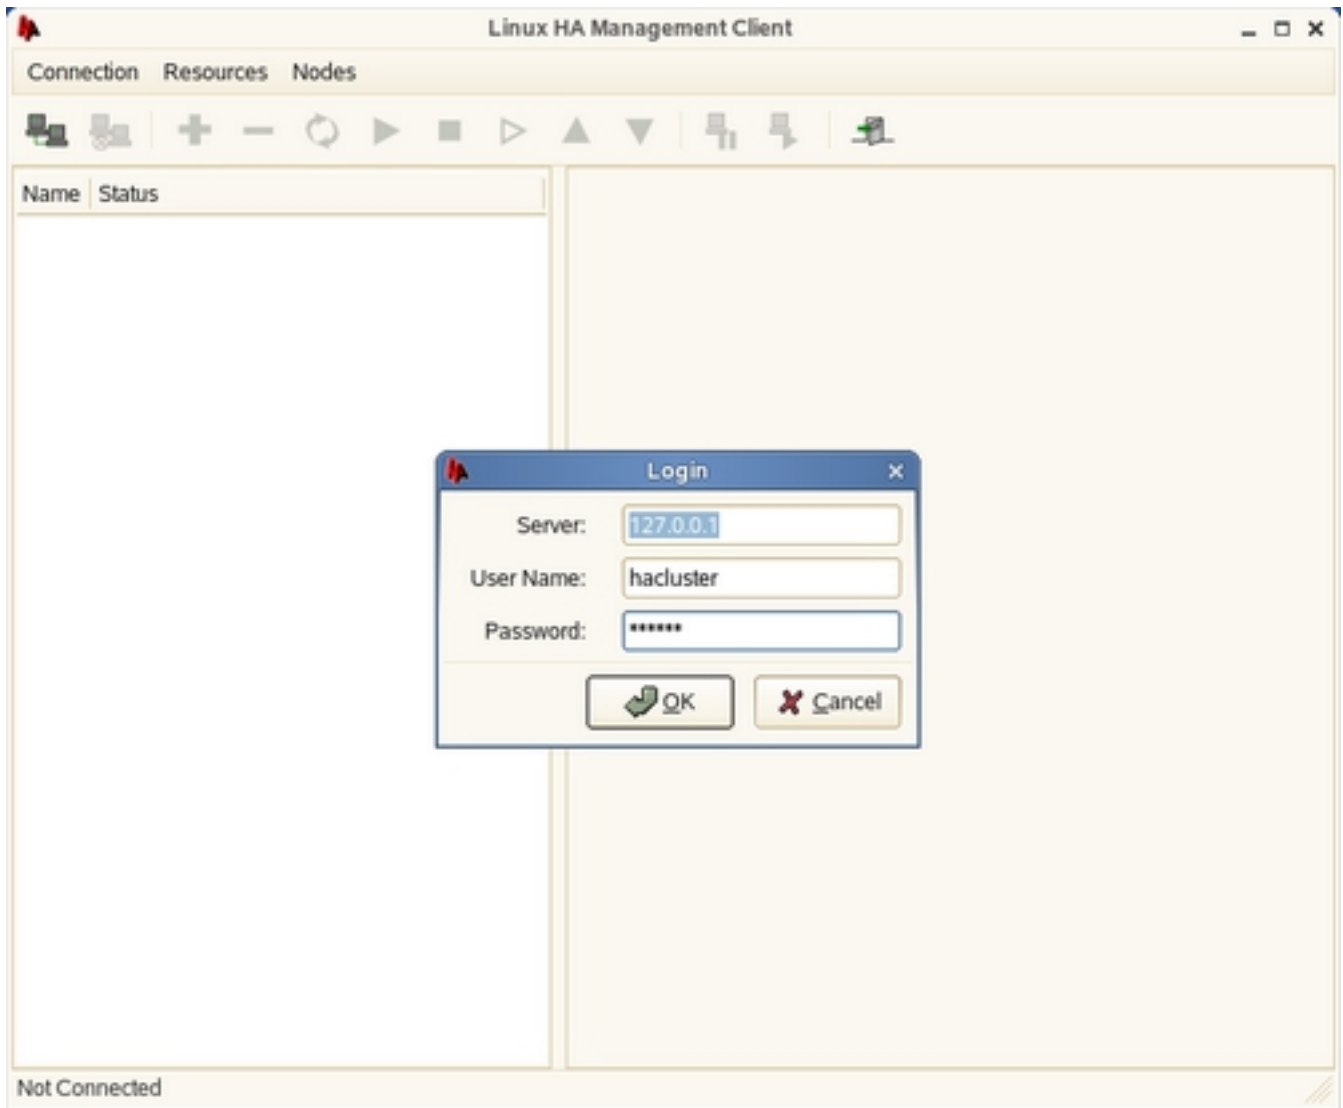 Linux HA Management Client
Connection Resources Nodes
Name Status
Login
Server: 127.0.0.1
User Name: hacluster
Password: ******
OK Cancel
Not Connected